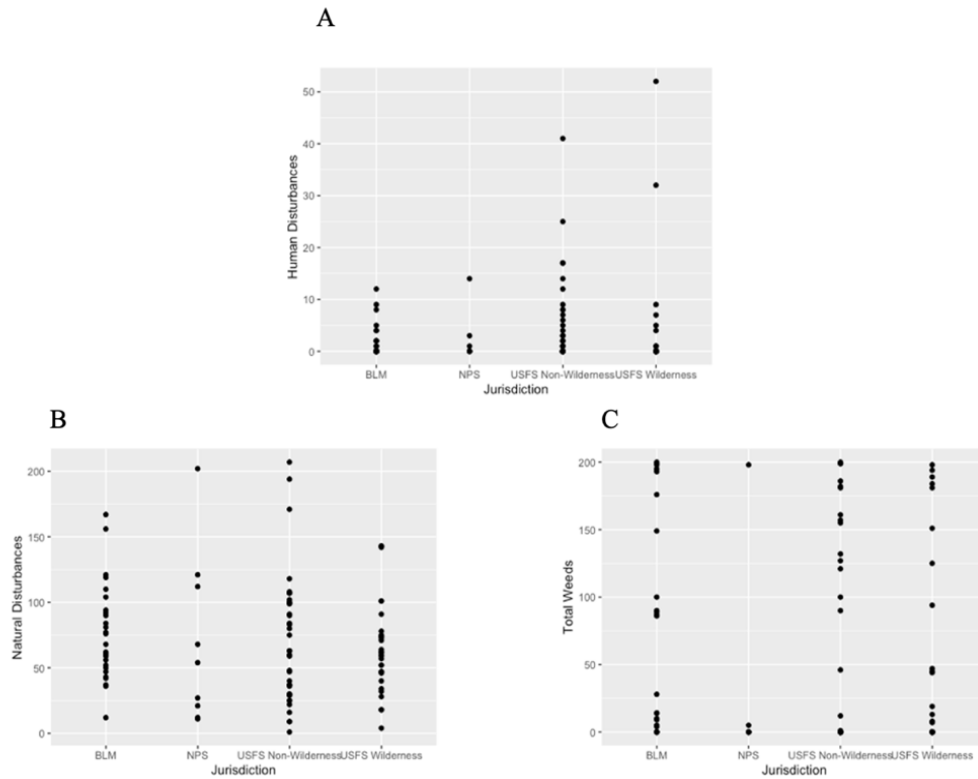 A
Human Disturbances
50
40
30
20
10
0
BLM NPS USFS Non-Wilderness USFS Wilderness
Jurisdiction
B
Natural Disturbances
200
150
100
50
0
BLM NPS USFS Non-Wilderness USFS Wilderness
Jurisdiction
C
Total Weeds
200
150
100
50
0
BLM NPS USFS Non-Wilderness USFS Wilderness
Jurisdiction